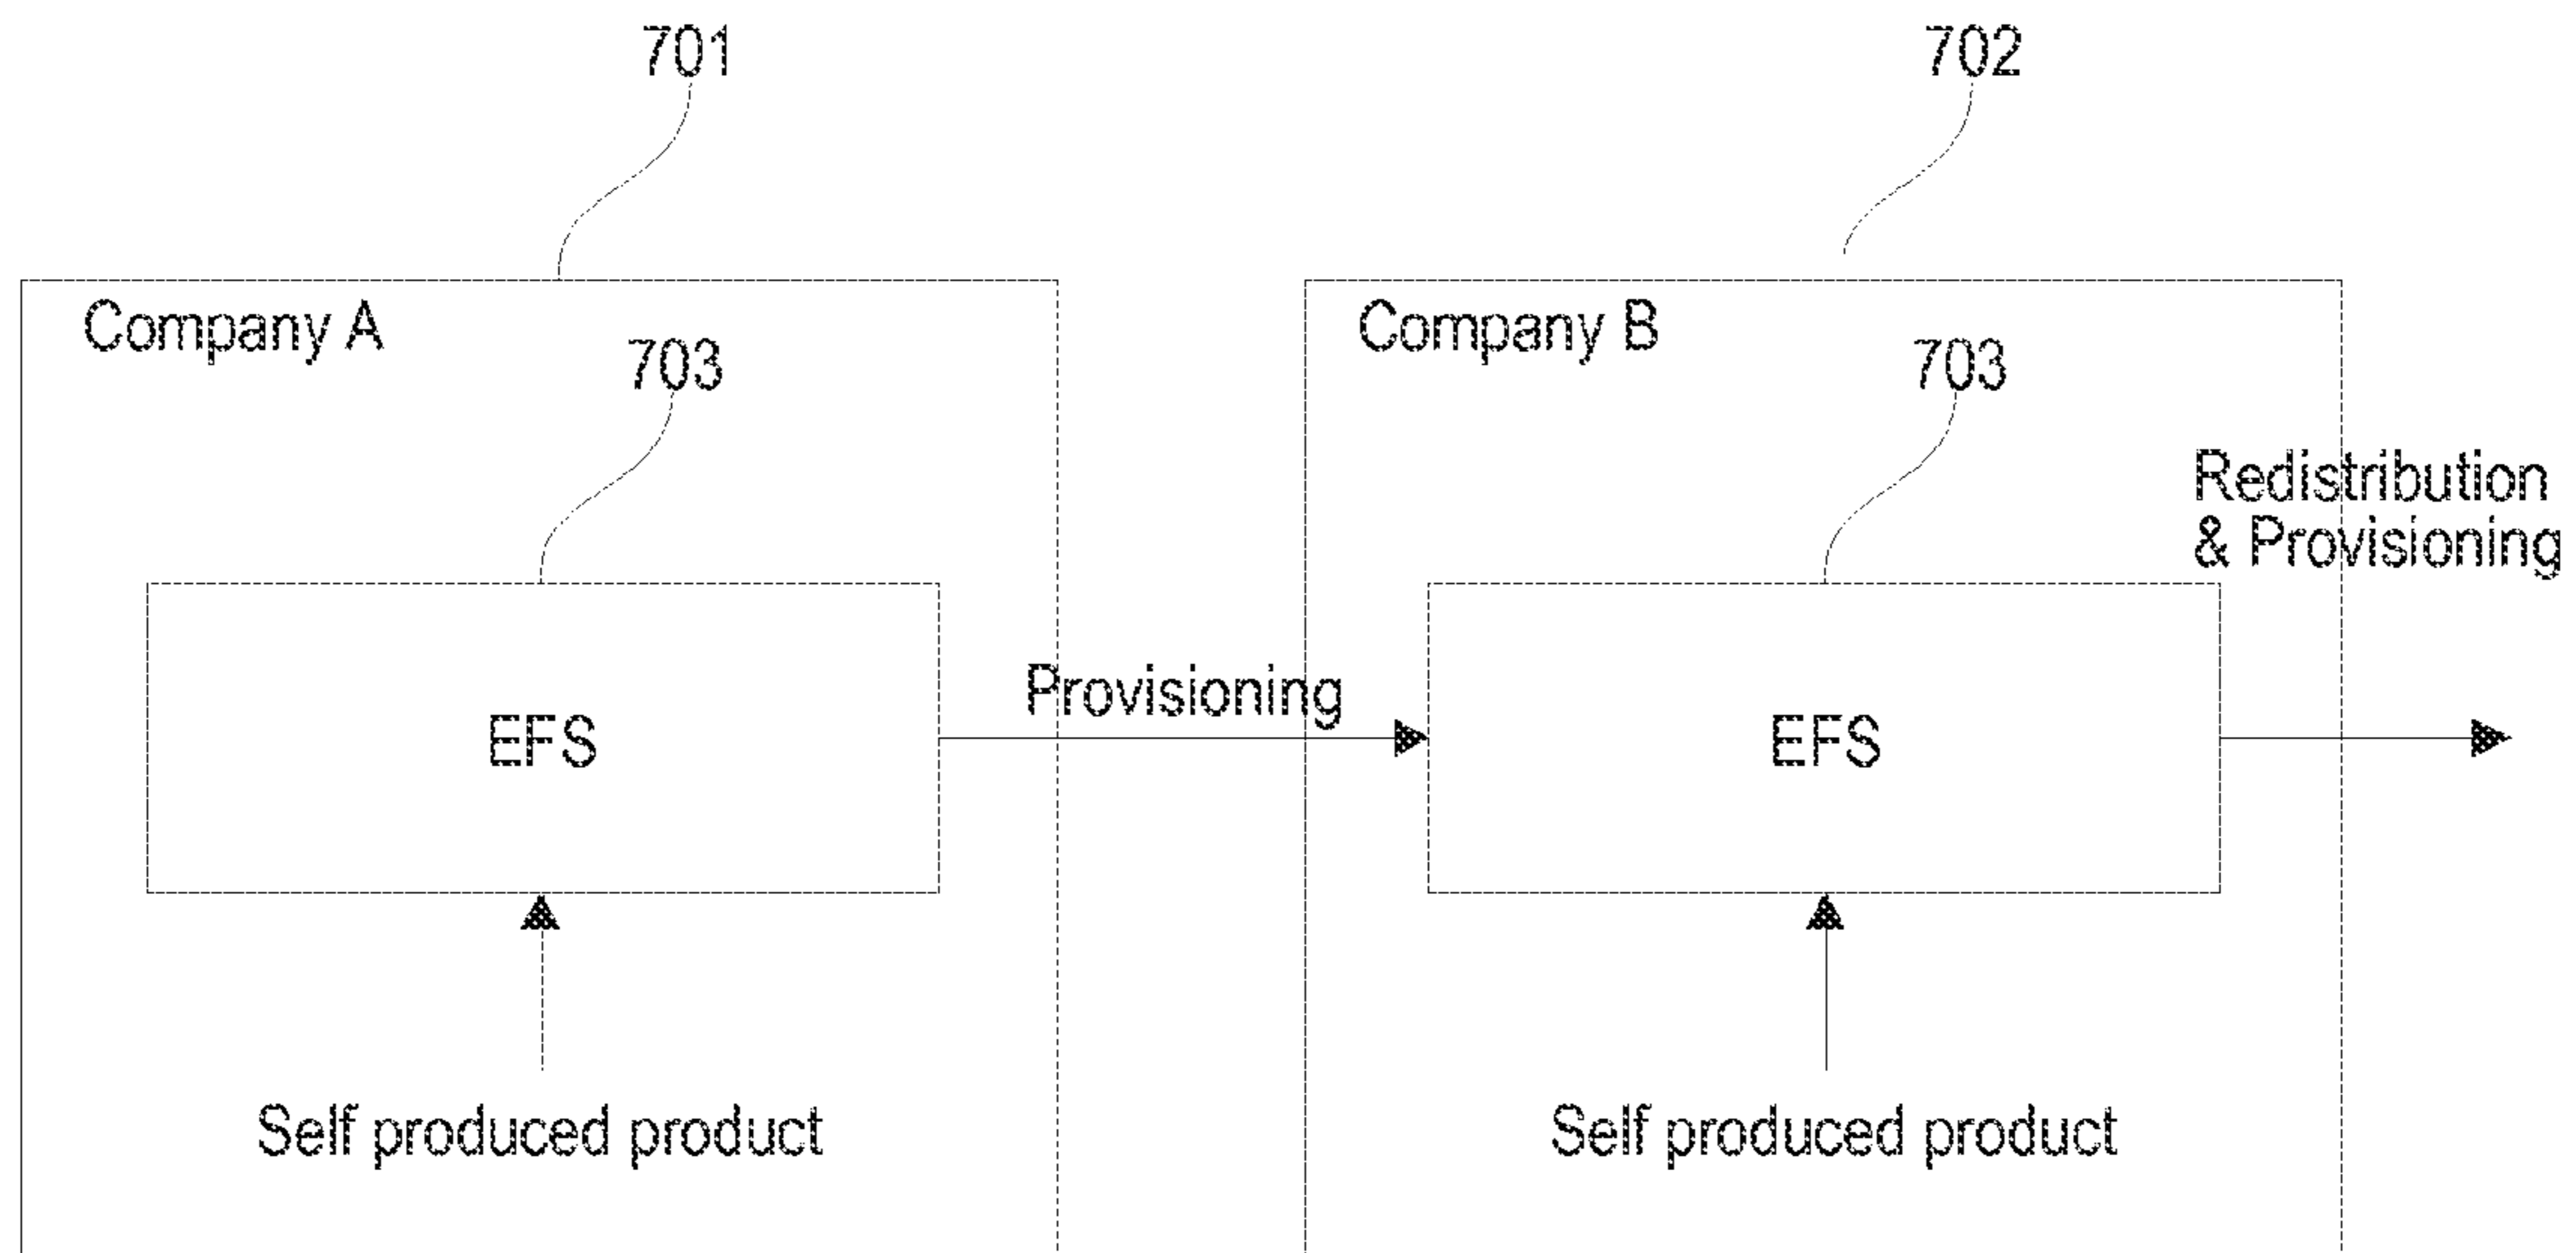 701
702
Company A
Company B
703
703
Redistribution
& Provisioning
Provisioning
EFS
EFS
Self produced product
Self produced product